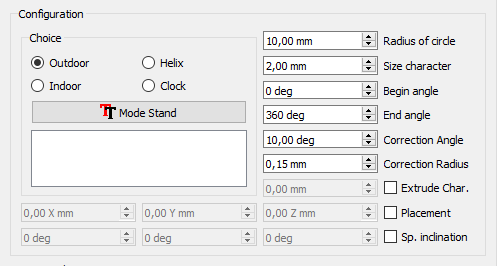 Configuration
Choice
Outdoor
Helix
Indoor
Clock
TT Mode Stand
10,00 mm Radius of circle
2,00 mm Size character
0 deg Begin angle
360 deg End angle
10,00 deg Correction Angle
0,15 mm Correction Radius
0,00 mm Extrude Char.
0,00 X mm 0,00 Y mm 0,00 Z mm Placement
0 deg 0 deg 0 deg Sp. inclination